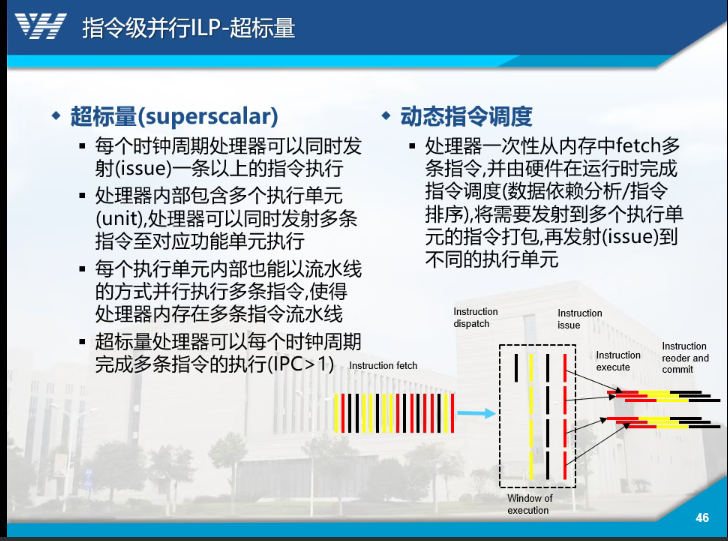 指令级并行ILP-超标量
超标量(superscalar)
每个时钟周期处理器可以同时发
射(issue)一条以上的指令执行
处理器内部包含多个执行单元
(unit),处理器可以同时发射多条
指令至对应功能单元执行
每个执行单元内部也能以流水线
的方式并行执行多条指令,使得
处理器内存在多条指令流水线
超标量处理器可以每个时钟周期
完成多条指令的执行(IPC>1)
动态指令调度
处理器一次性从内存中fetch多
条指令,并由硬件在运行时完成
指令调度(数据依赖分析/指令
排序),将需要发射到多个执行单
元的指令打包,再发射(issue)到
不同的执行单元
Instruction fetch
Instruction
dispatch
Instruction
issue
Instruction
execute
Instruction
reoder and
commit
Window of
execution
46